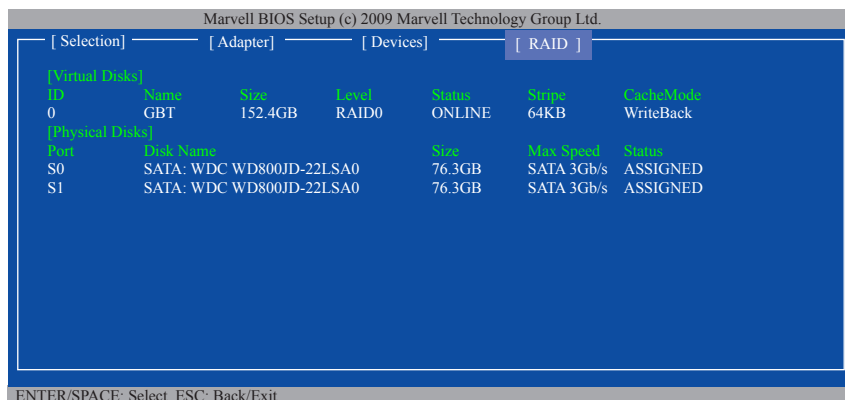 Marvell BIOS Setup (c) 2009 Marvell Technology Group Ltd.
[ Selection] [ Adapter] [ Devices] [ RAID ]
[Virtual Disks]
ID Name Size Level Status Stripe CacheMode
0 GBT 152.4GB RAID0 ONLINE 64KB WriteBack
[Physical Disks]
Port Disk Name Size Max Speed Status
S0 SATA: WDC WD800JD-22LSA0 76.3GB SATA 3Gb/s ASSIGNED
S1 SATA: WDC WD800JD-22LSA0 76.3GB SATA 3Gb/s ASSIGNED
ENTER/SPACE: Select ESC: Back/Exit